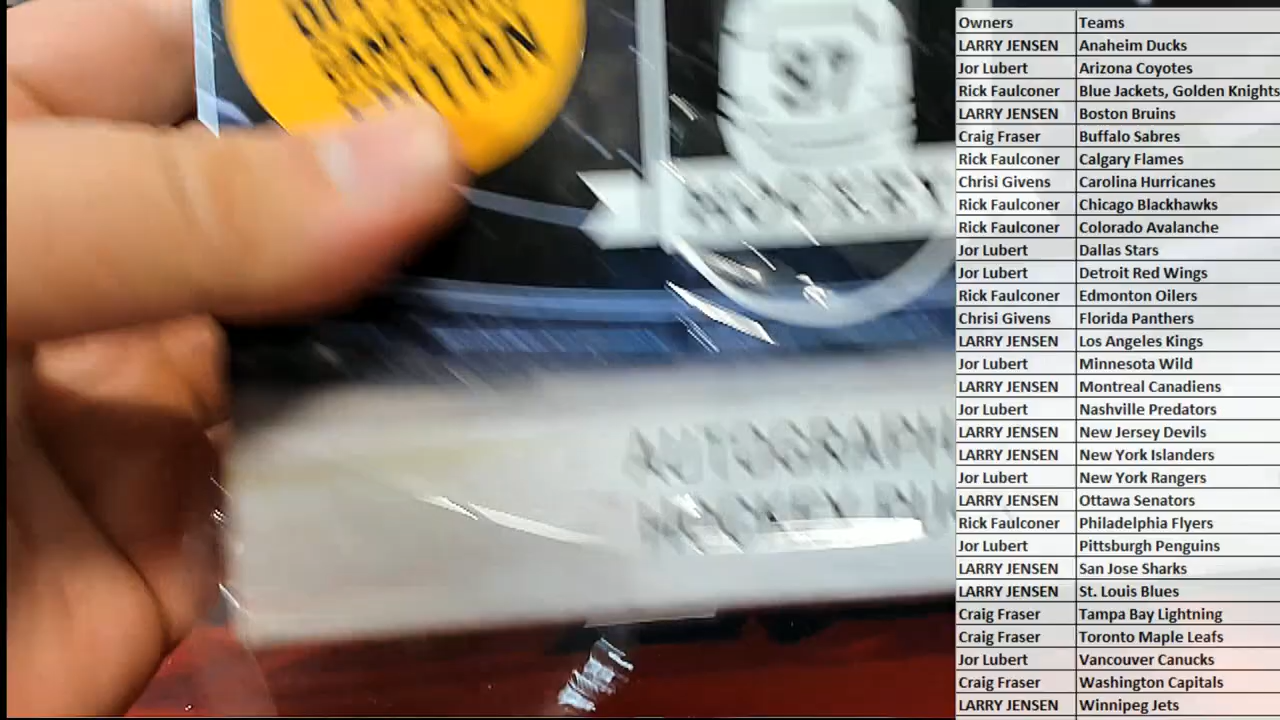 Owners Teams
LARRY JENSEN Anaheim Ducks
Jor Lubert Arizona Coyotes
Rick Faulconer Blue Jackets, Golden Knights
LARRY JENSEN Boston Bruins
Craig Fraser Buffalo Sabres
Rick Faulconer Calgary Flames
Chrisi Givens Carolina Hurricanes
Rick Faulconer Chicago Blackhawks
Rick Faulconer Colorado Avalanche
Jor Lubert Dallas Stars
Jor Lubert Detroit Red Wings
Rick Faulconer Edmonton Oilers
Chrisi Givens Florida Panthers
LARRY JENSEN Los Angeles Kings
Jor Lubert Minnesota Wild
LARRY JENSEN Montreal Canadiens
Jor Lubert Nashville Predators
LARRY JENSEN New Jersey Devils
LARRY JENSEN New York Islanders
Jor Lubert New York Rangers
LARRY JENSEN Ottawa Senators
Rick Faulconer Philadelphia Flyers
Jor Lubert Pittsburgh Penguins
LARRY JENSEN San Jose Sharks
LARRY JENSEN St. Louis Blues
Craig Fraser Tampa Bay Lightning
Craig Fraser Toronto Maple Leafs
Jor Lubert Vancouver Canucks
Craig Fraser Washington Capitals
LARRY JENSEN Winnipeg Jets